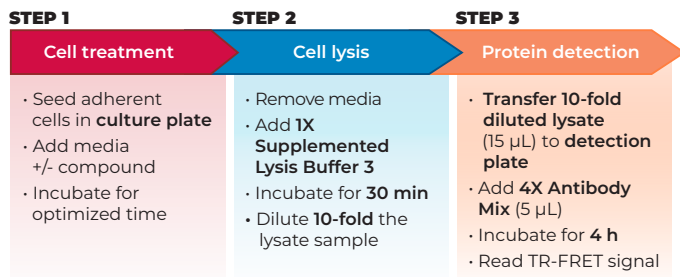 STEP 1
Cell treatment
· Seed adherent
cells in culture plate
· Add media
+/- compound
· Incubate for
optimized time
STEP 2
Cell lysis
· Remove media
· Add 1X
Supplemented
Lysis Buffer 3
· Incubate for 30 min
· Dilute 10-fold the
lysate sample
STEP 3
Protein detection
· Transfer 10-fold
diluted lysate
(15 µL) to detection
plate
· Add 4X Antibody
Mix (5 µL)
· Incubate for 4 h
· Read TR-FRET signal